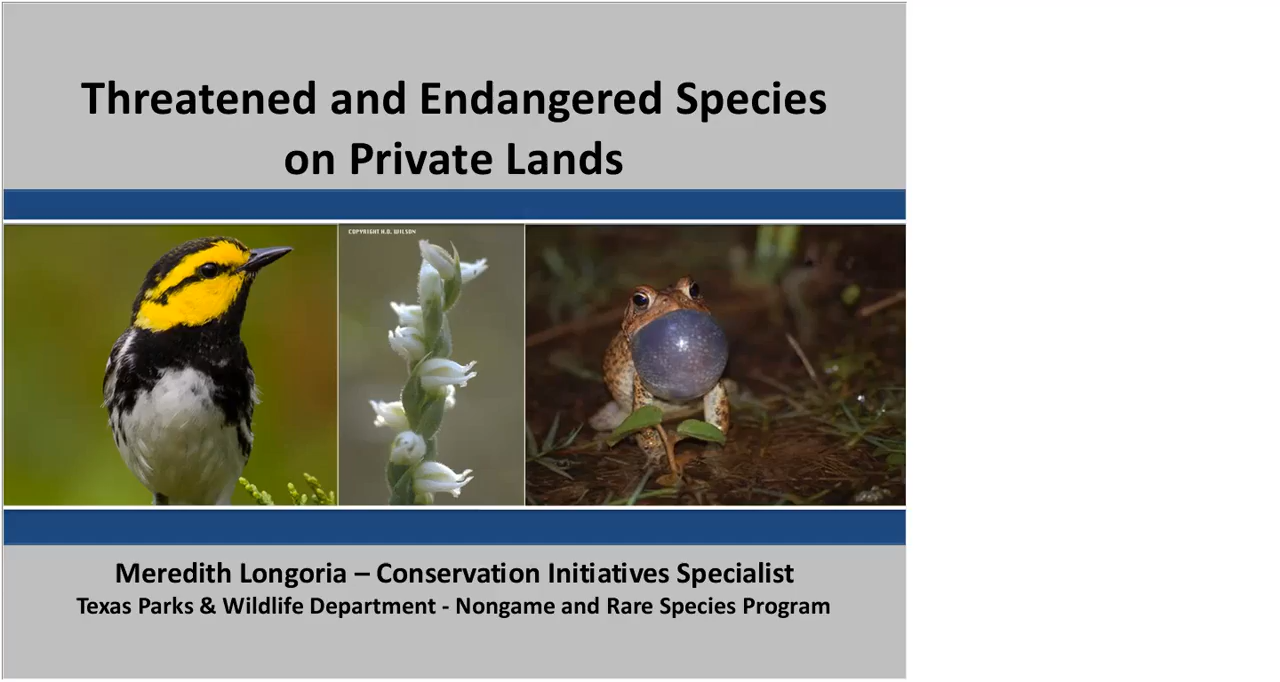 Threatened and Endangered Species
on Private Lands
COPYRIGHT H.D. WILSON
Meredith Longoria – Conservation Initiatives Specialist
Texas Parks & Wildlife Department - Nongame and Rare Species Program